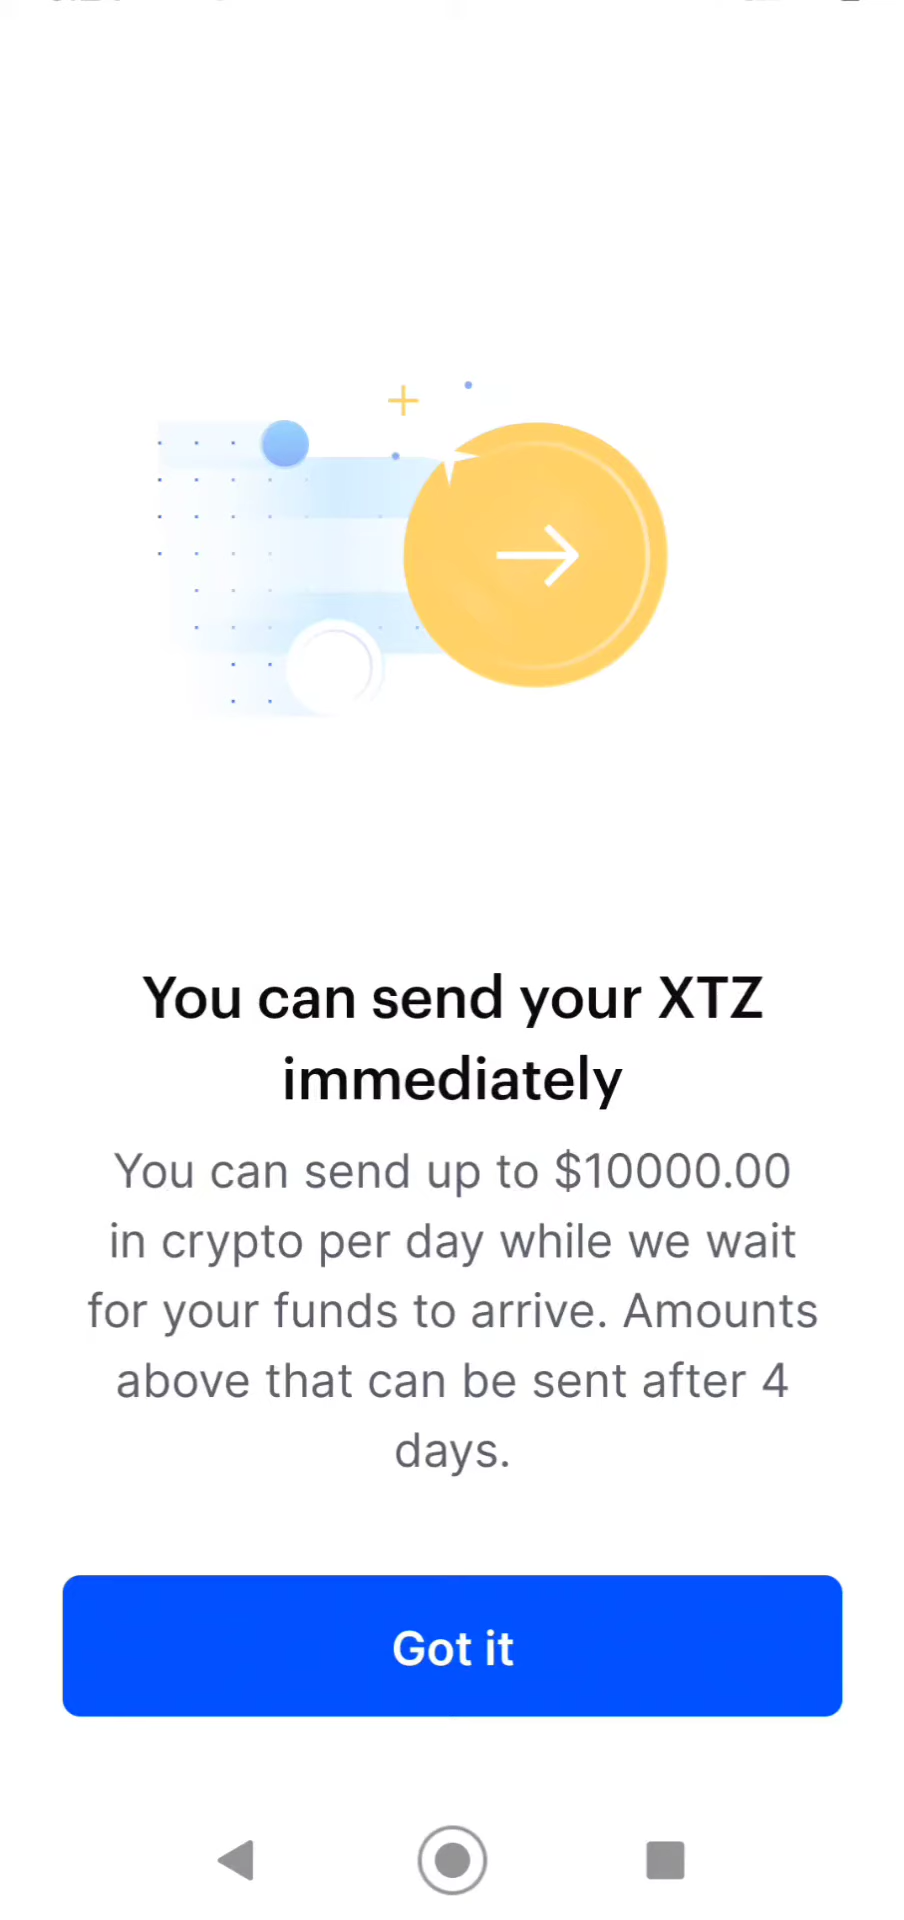 You can send your XTZ
immediately
You can send up to $10000.00
in crypto per day while we wait
for your funds to arrive. Amounts
above that can be sent after 4
days.
Got it